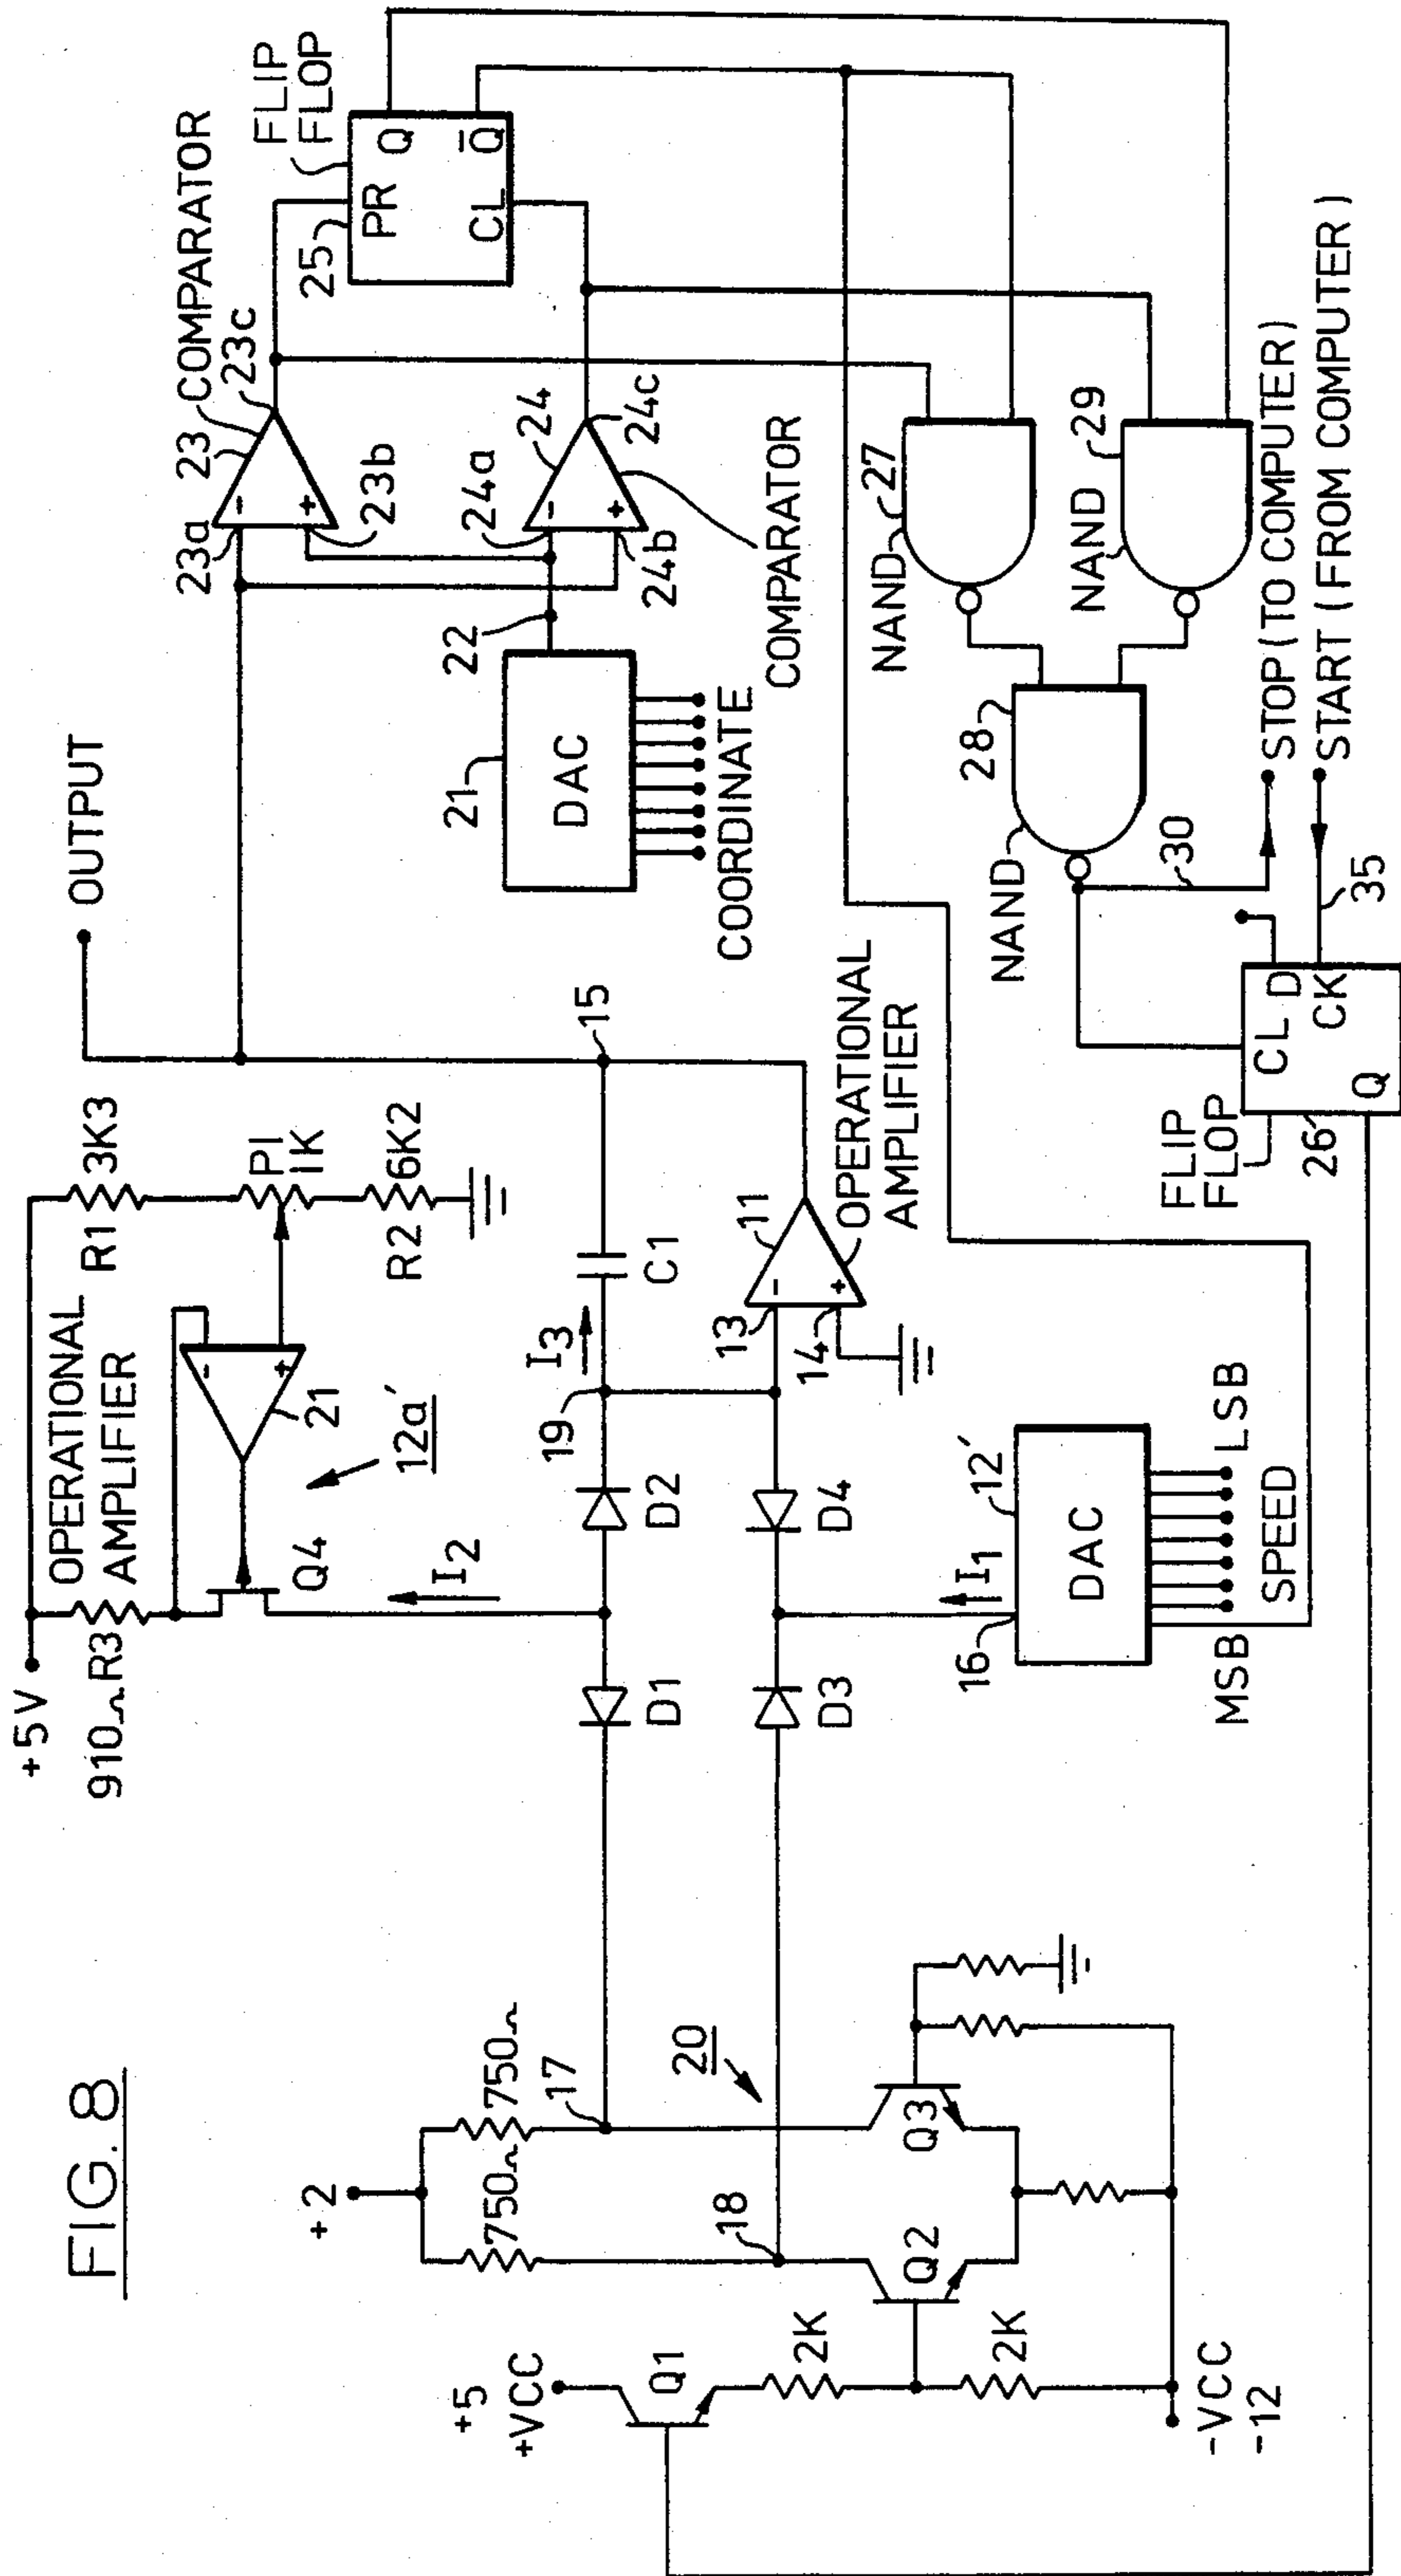 FIG. 8
+5V
910Ω R3
OPERATIONAL
AMPLIFIER
R1
3K3
P1
1K
R2
6K2
21
-
+
12a'
Q4
I2
OUTPUT
15
C1
I3
19
D2
D1
D4
D3
13
14
-
+
11
OPERATIONAL
AMPLIFIER
16
I1
12'
DAC
MSB
LSB
SPEED
+2
750Ω
750Ω
17
18
20
Q3
Q2
Q1
+5
+VCC
2K
2K
-VCC
-12
23a
23
COMPARATOR
23c
23b
-
+
24a
24
24c
24b
-
+
COMPARATOR
22
21
DAC
COORDINATE
FLIP
FLOP
25
PR
Q
Q̅
CL
NAND
27
NAND
29
NAND
28
30
STOP (TO COMPUTER)
START (FROM COMPUTER)
35
FLIP
FLOP
26
CL
D
CK
Q